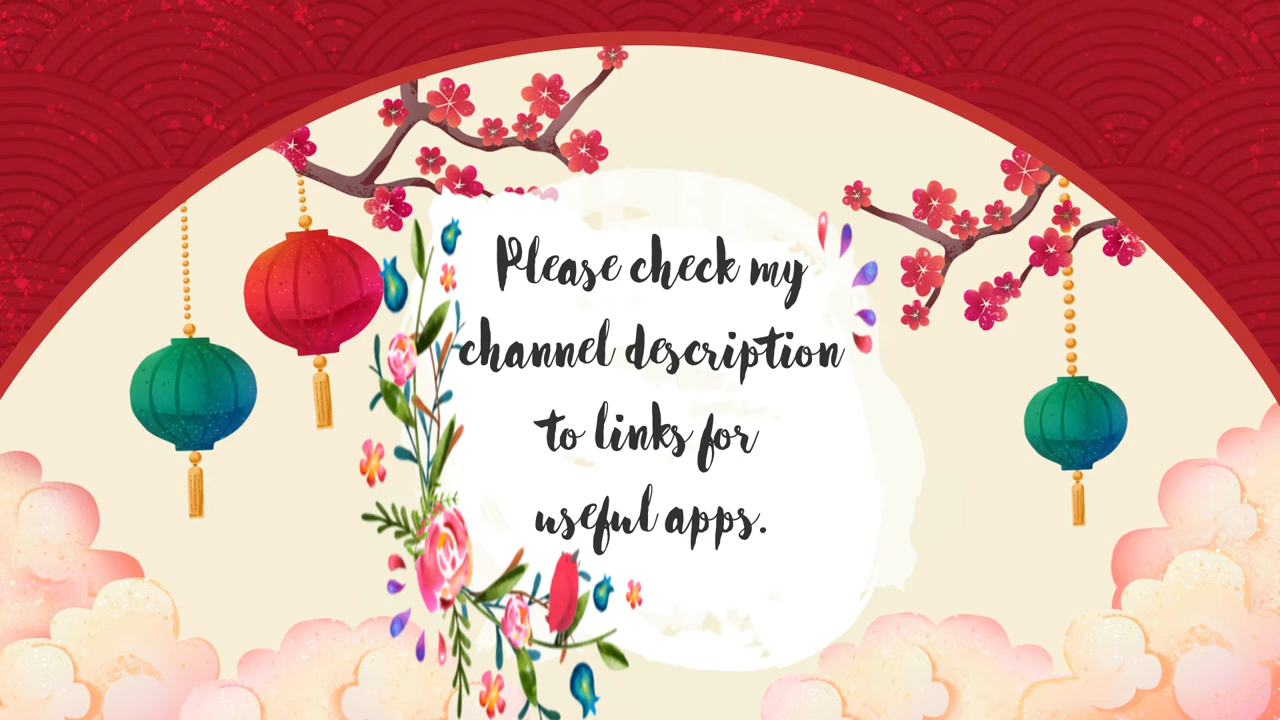 Please check my
channel description
to links for
useful apps.